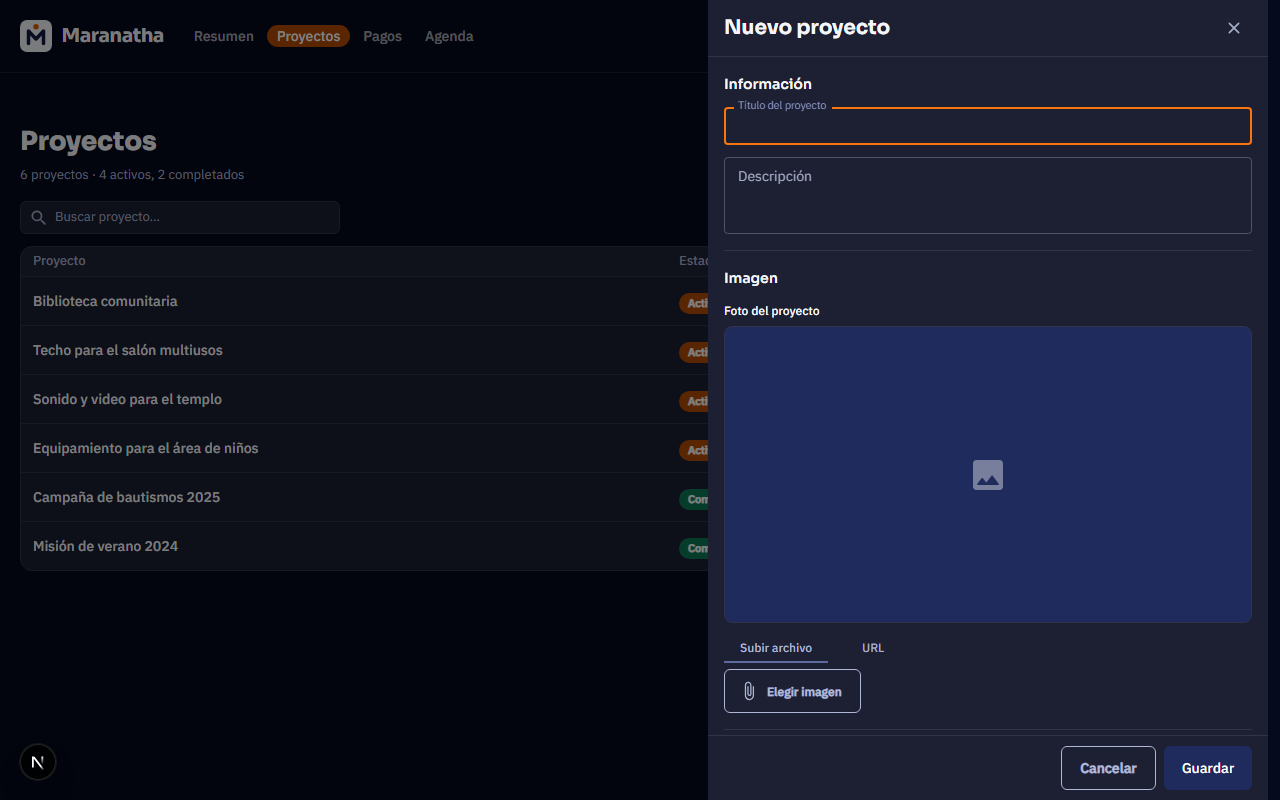 Maranatha
Resumen
Proyectos
Pagos
Agenda
Proyectos
6 proyectos · 4 activos, 2 completados
Buscar proyecto...
Proyecto
Biblioteca comunitaria
Techo para el salón multiusos
Sonido y video para el templo
Equipamiento para el área de niños
Campaña de bautismos 2025
Misión de verano 2024
Nuevo proyecto
Información
Título del proyecto
Descripción
Imagen
Foto del proyecto
Subir archivo
URL
Elegir imagen
Cancelar
Guardar